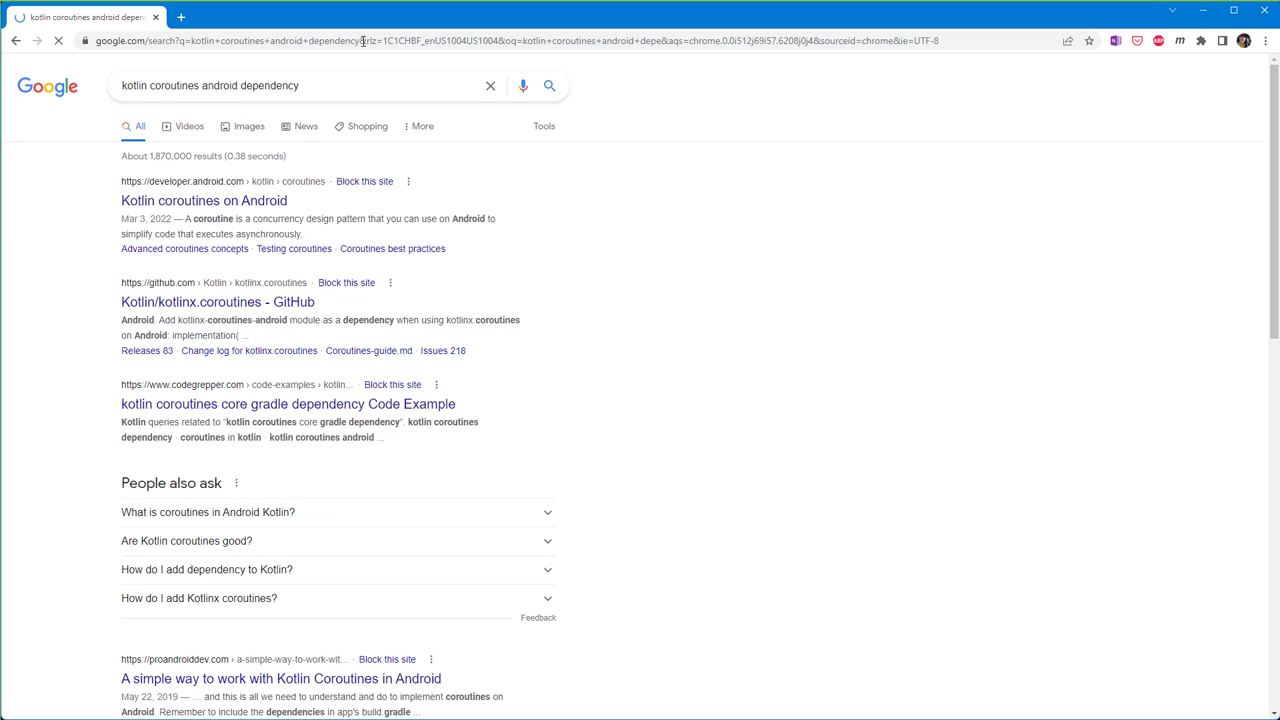 kotlin coroutines android depen
google.com/search?q=kotlin+coroutines+android+dependency&rlz=1C1CHBF_enUS1004US1004&oq=kotlin+coroutines+android+depe&aqs=chrome.0.0i512j69i57.6208j0j4&sourceid=chrome&ie=UTF-8
Google
kotlin coroutines android dependency
All Videos Images News Shopping More Tools
About 1,870,000 results (0.38 seconds)
https://developer.android.com › kotlin › coroutines · Block this site
Kotlin coroutines on Android
Mar 3, 2022 — A coroutine is a concurrency design pattern that you can use on Android to
simplify code that executes asynchronously.
Advanced coroutines concepts · Testing coroutines · Coroutines best practices
https://github.com › Kotlin › kotlinx.coroutines · Block this site
Kotlin/kotlinx.coroutines - GitHub
Android. Add kotlinx-coroutines-android module as a dependency when using kotlinx.coroutines
on Android: implementation( ...
Releases 83 · Change log for kotlinx.coroutines · Coroutines-guide.md · Issues 218
https://www.codegrepper.com › code-examples › kotlin... · Block this site
kotlin coroutines core gradle dependency Code Example
Kotlin queries related to “kotlin coroutines core gradle dependency”. kotlin coroutines
dependency · coroutines in kotlin · kotlin coroutines android ...
People also ask
What is coroutines in Android Kotlin?
Are Kotlin coroutines good?
How do I add dependency to Kotlin?
How do I add Kotlinx coroutines?
Feedback
https://proandroiddev.com › a-simple-way-to-work-wit... · Block this site
A simple way to work with Kotlin Coroutines in Android
May 22, 2019 — ... and this is all we need to understand and do to implement coroutines on
Android. Remember to include the dependencies in app's build.gradle ...